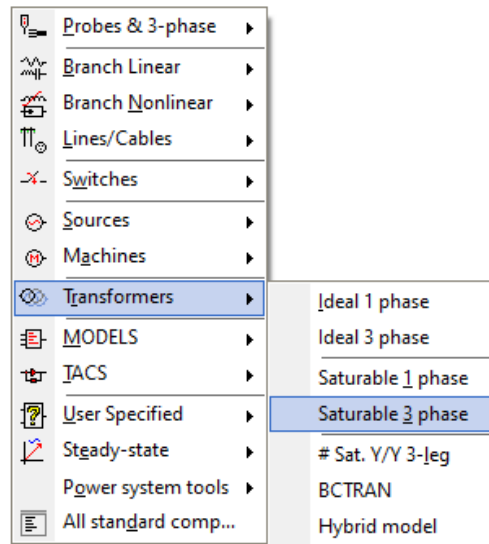 Probes & 3-phase
Branch Linear
Branch Nonlinear
Lines/Cables
Switches
Sources
Machines
Transformers
MODELS
TACS
User Specified
Steady-state
Power system tools
All standard comp...
Ideal 1 phase
Ideal 3 phase
Saturable 1 phase
Saturable 3 phase
# Sat. Y/Y 3-leg
BCTRAN
Hybrid model